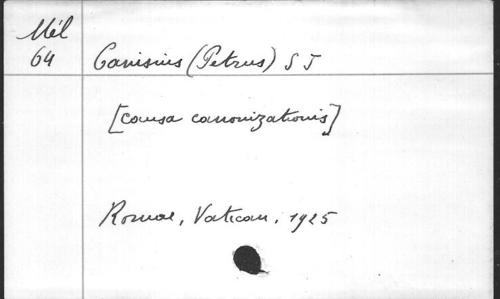 Mél
64 Canisius (Petrus) S J
[causa canonizationis]
Romae, Vatican, 1925